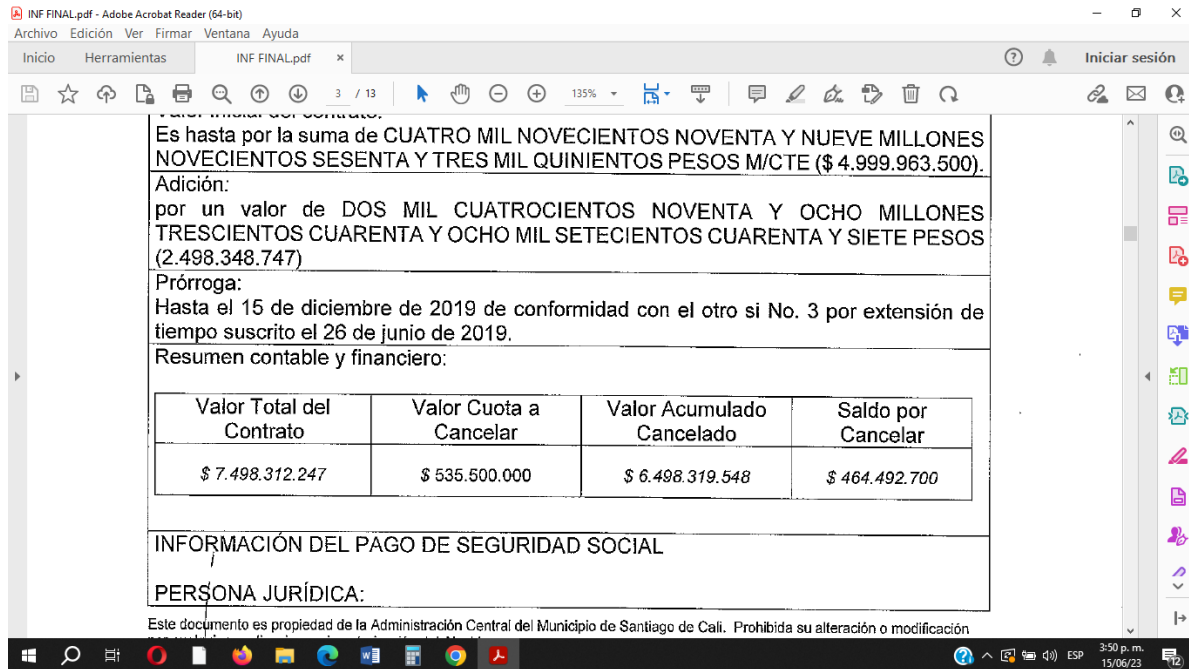 INF FINAL.pdf - Adobe Acrobat Reader (64-bit)
Archivo Edición Ver Firmar Ventana Ayuda
Inicio Herramientas INF FINAL.pdf × Iniciar sesión
3 / 13 135%
Valor inicial del contrato:
Es hasta por la suma de CUATRO MIL NOVECIENTOS NOVENTA Y NUEVE MILLONES
NOVECIENTOS SESENTA Y TRES MIL QUINIENTOS PESOS M/CTE ($ 4.999.963.500).
Adición:
por un valor de DOS MIL CUATROCIENTOS NOVENTA Y OCHO MILLONES
TRESCIENTOS CUARENTA Y OCHO MIL SETECIENTOS CUARENTA Y SIETE PESOS
(2.498.348.747)
Prórroga:
Hasta el 15 de diciembre de 2019 de conformidad con el otro si No. 3 por extensión de
tiempo suscrito el 26 de junio de 2019.
Resumen contable y financiero:
Valor Total del Contrato Valor Cuota a Cancelar Valor Acumulado Cancelado Saldo por Cancelar
$ 7.498.312.247 $ 535.500.000 $ 6.498.319.548 $ 464.492.700
INFORMACIÓN DEL PAGO DE SEGURIDAD SOCIAL
PERSONA JURÍDICA:
Este documento es propiedad de la Administración Central del Municipio de Santiago de Cali. Prohibida su alteración o modificación
ESP 3:50 p. m.
15/06/23